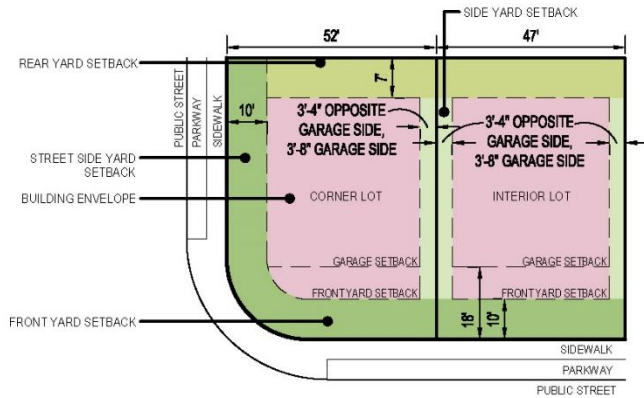 SIDE YARD SETBACK
52'
47'
REAR YARD SETBACK
7'
PUBLIC STREET
PARKWAY
SIDEWALK
10'
3'-4" OPPOSITE
GARAGE SIDE,
3'-8" GARAGE SIDE
3'-4" OPPOSITE
GARAGE SIDE,
3'-8" GARAGE SIDE
STREET SIDE YARD
SETBACK
BUILDING ENVELOPE
CORNER LOT
INTERIOR LOT
GARAGE SETBACK
GARAGE SETBACK
FRONT YARD SETBACK
FRONT YARD SETBACK
18'
10'
FRONT YARD SETBACK
SIDEWALK
PARKWAY
PUBLIC STREET